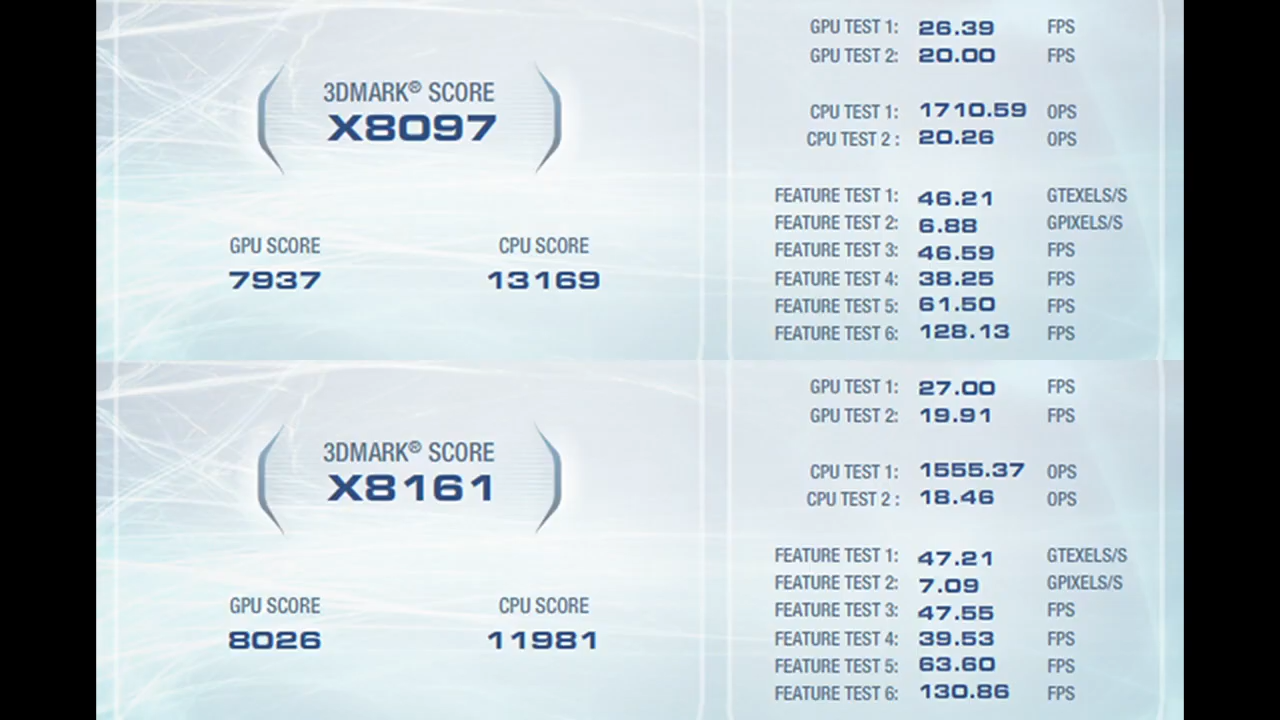 3DMARK® SCORE
X8097
GPU SCORE CPU SCORE
7937 13169
GPU TEST 1: 26.39 FPS
GPU TEST 2: 20.00 FPS
CPU TEST 1: 1710.59 OPS
CPU TEST 2 : 20.26 OPS
FEATURE TEST 1: 46.21 GTEXELS/S
FEATURE TEST 2: 6.88 GPIXELS/S
FEATURE TEST 3: 46.59 FPS
FEATURE TEST 4: 38.25 FPS
FEATURE TEST 5: 61.50 FPS
FEATURE TEST 6: 128.13 FPS
3DMARK® SCORE
X8161
GPU SCORE CPU SCORE
8026 11981
GPU TEST 1: 27.00 FPS
GPU TEST 2: 19.91 FPS
CPU TEST 1: 1555.37 OPS
CPU TEST 2 : 18.46 OPS
FEATURE TEST 1: 47.21 GTEXELS/S
FEATURE TEST 2: 7.09 GPIXELS/S
FEATURE TEST 3: 47.55 FPS
FEATURE TEST 4: 39.53 FPS
FEATURE TEST 5: 63.60 FPS
FEATURE TEST 6: 130.86 FPS